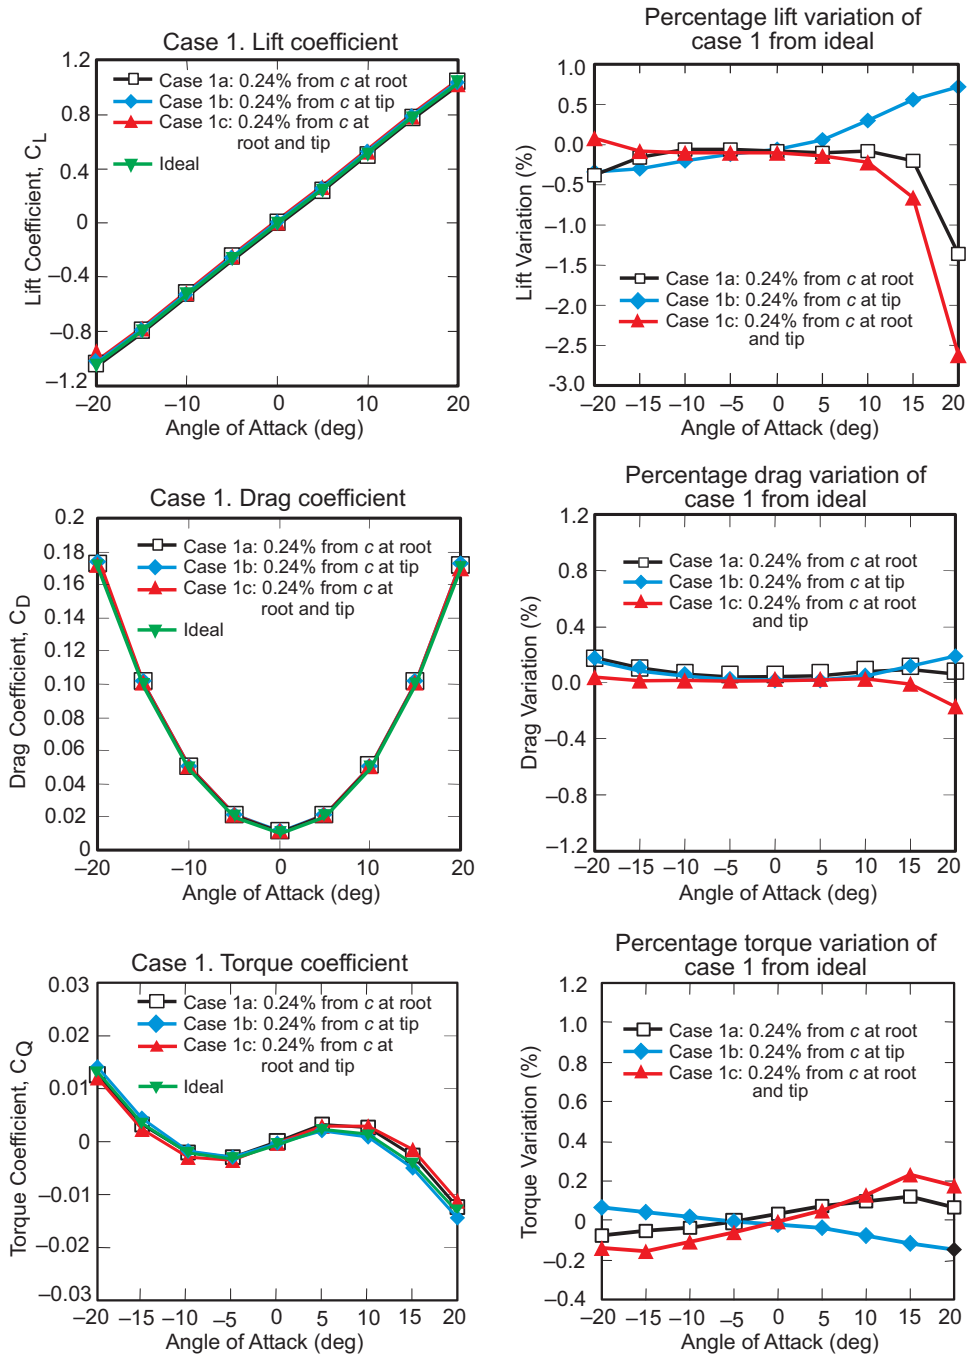 Case 1. Lift coefficient
1.2
1.0
0.8
0.4
0
–0.4
–0.8
–1.2
Lift Coefficient, C_L
Case 1a: 0.24% from c at root
Case 1b: 0.24% from c at tip
Case 1c: 0.24% from c at
root and tip
Ideal
–20 –10 0 10 20
Angle of Attack (deg)
Percentage lift variation of
case 1 from ideal
1.0
0.5
0.0
–0.5
–1.0
–1.5
–2.0
–2.5
–3.0
Lift Variation (%)
Case 1a: 0.24% from c at root
Case 1b: 0.24% from c at tip
Case 1c: 0.24% from c at root
and tip
–20 –15 –10 –5 0 5 10 15 20
Angle of Attack (deg)
Case 1. Drag coefficient
0.2
0.18
0.16
0.14
0.12
0.10
0.08
0.06
0.04
0.02
0
Drag Coefficient, C_D
Case 1a: 0.24% from c at root
Case 1b: 0.24% from c at tip
Case 1c: 0.24% from c at
root and tip
Ideal
–20 –15 –10 –5 0 5 10 15 20
Angle of Attack (deg)
Percentage drag variation of
case 1 from ideal
1.2
0.8
0.4
0.0
–0.4
–0.8
–1.2
Drag Variation (%)
Case 1a: 0.24% from c at root
Case 1b: 0.24% from c at tip
Case 1c: 0.24% from c at root
and tip
–20 –15 –10 –5 0 5 10 15 20
Angle of Attack (deg)
Case 1. Torque coefficient
0.03
0.02
0.01
0
–0.01
–0.02
–0.03
Torque Coefficient, C_Q
Case 1a: 0.24% from c at root
Case 1b: 0.24% from c at tip
Case 1c: 0.24% from c at
root and tip
Ideal
–20 –15 –10 –5 0 5 10 15 20
Angle of Attack (deg)
Percentage torque variation of
case 1 from ideal
1.2
1.0
0.8
0.6
0.4
0.2
0
–0.2
–0.4
Torque Variation (%)
Case 1a: 0.24% from c at root
Case 1b: 0.24% from c at tip
Case 1c: 0.24% from c at root
and tip
–20 –15 –10 –5 0 5 10 15 20
Angle of Attack (deg)